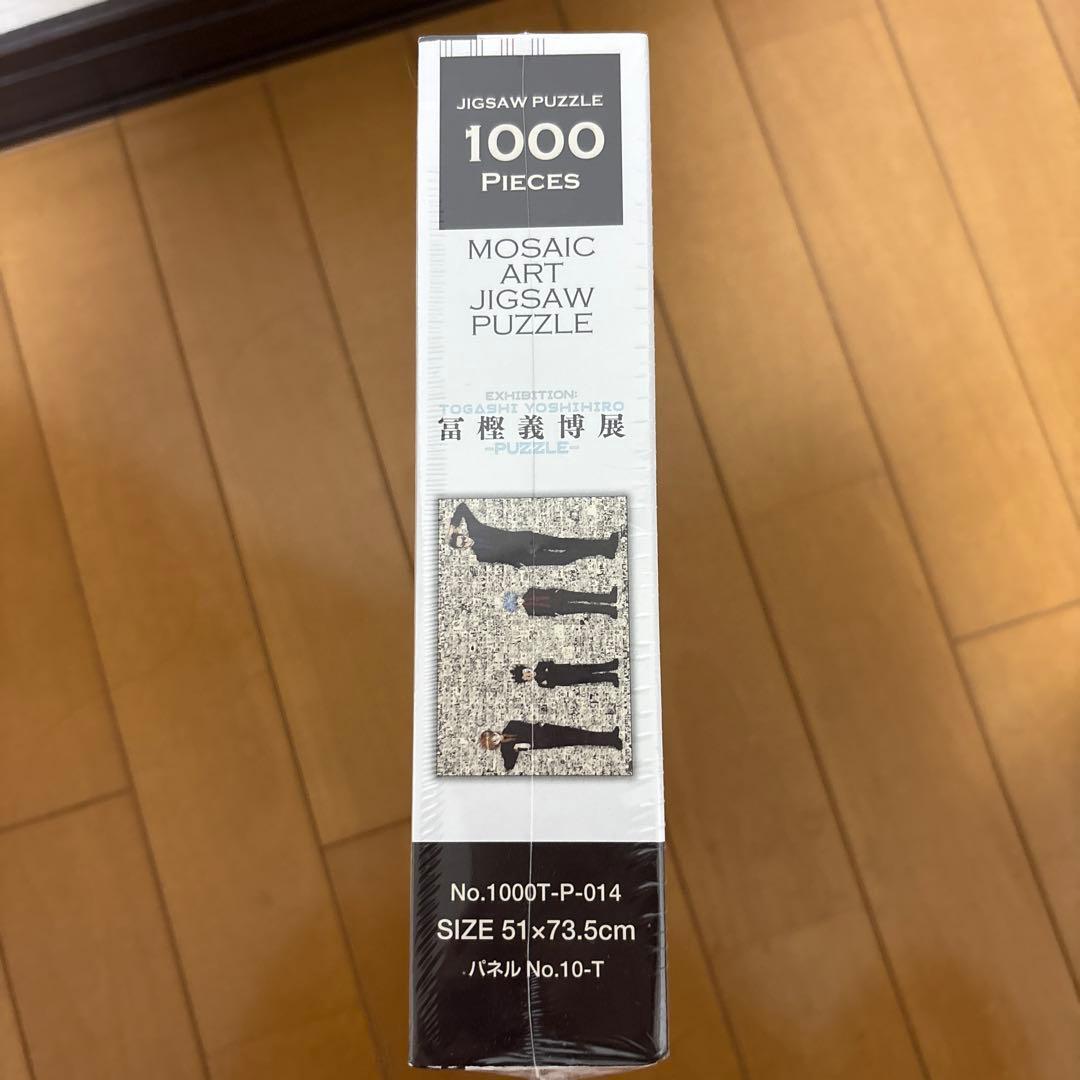 JIGSAW PUZZLE
1000
PIECES
MOSAIC
ART
JIGSAW
PUZZLE
EXHIBITION:
TOGASHI YOSHIHIRO
冨樫義博展
-PUZZLE-
No.1000T-P-014
SIZE 51×73.5cm
パネル No.10-T